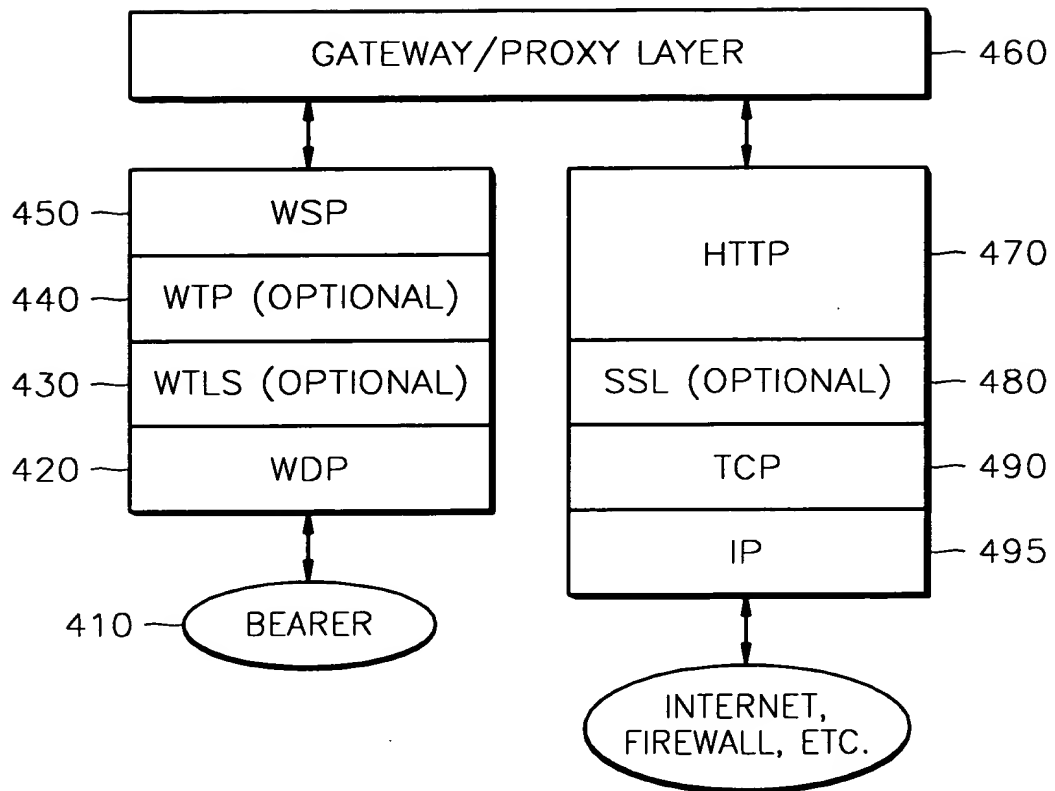 GATEWAY/PROXY LAYER
460
450
WSP
440
WTP (OPTIONAL)
430
WTLS (OPTIONAL)
420
WDP
410
BEARER
HTTP
470
SSL (OPTIONAL)
480
TCP
490
IP
495
INTERNET,
FIREWALL, ETC.